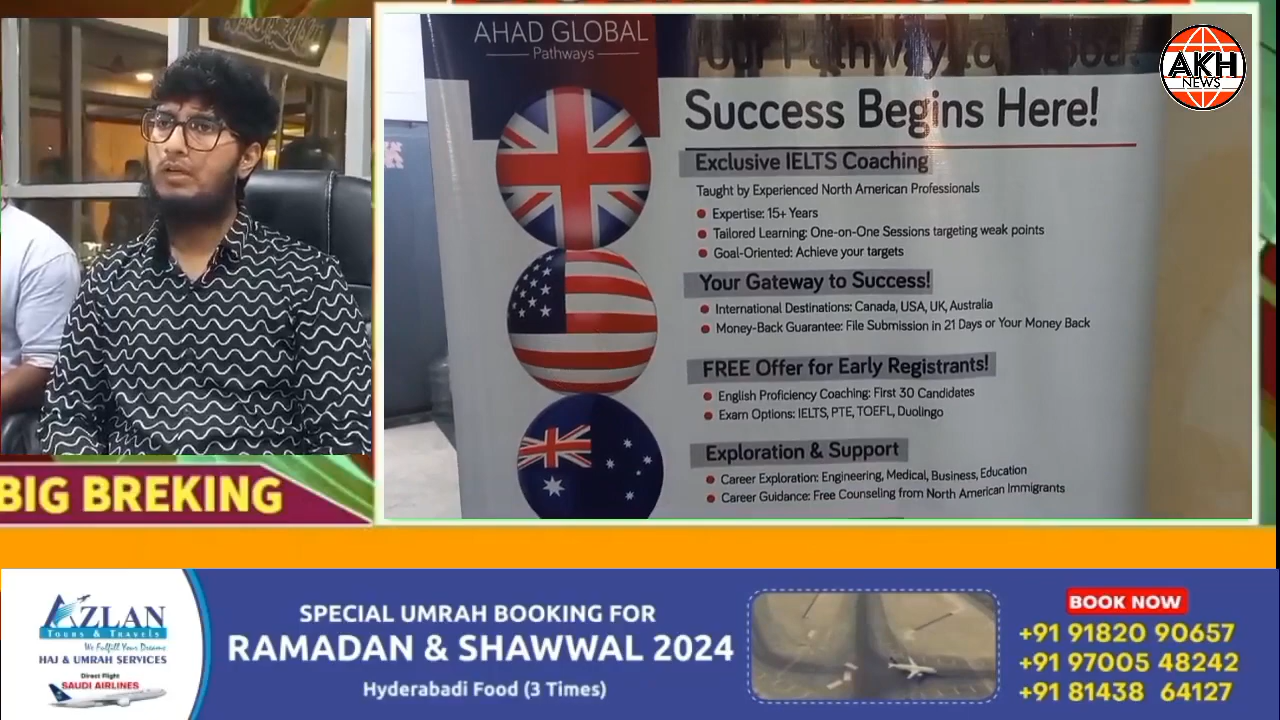 AHAD GLOBAL
Pathways
Success Begins Here!
Exclusive IELTS Coaching
Taught by Experienced North American Professionals
Expertise: 15+ Years
Tailored Learning: One-on-One Sessions targeting weak points
Goal-Oriented: Achieve your targets
Your Gateway to Success!
International Destinations: Canada, USA, UK, Australia
Money-Back Guarantee: File Submission in 21 Days or Your Money Back
FREE Offer for Early Registrants!
English Proficiency Coaching: First 30 Candidates
Exam Options: IELTS, PTE, TOEFL, Duolingo
Exploration & Support
Career Exploration: Engineering, Medical, Business, Education
Career Guidance: Free Counseling from North American Immigrants
AKH
NEWS
BIG BREKING
AZLAN
TOURS & TRAVELS
We Fulfill Your Dreams
HAJ & UMRAH SERVICES
Direct Flight
SAUDI AIRLINES
SPECIAL UMRAH BOOKING FOR
RAMADAN & SHAWWAL 2024
Hyderabadi Food (3 Times)
BOOK NOW
+91 91820 90657
+91 97005 48242
+91 81438 64127